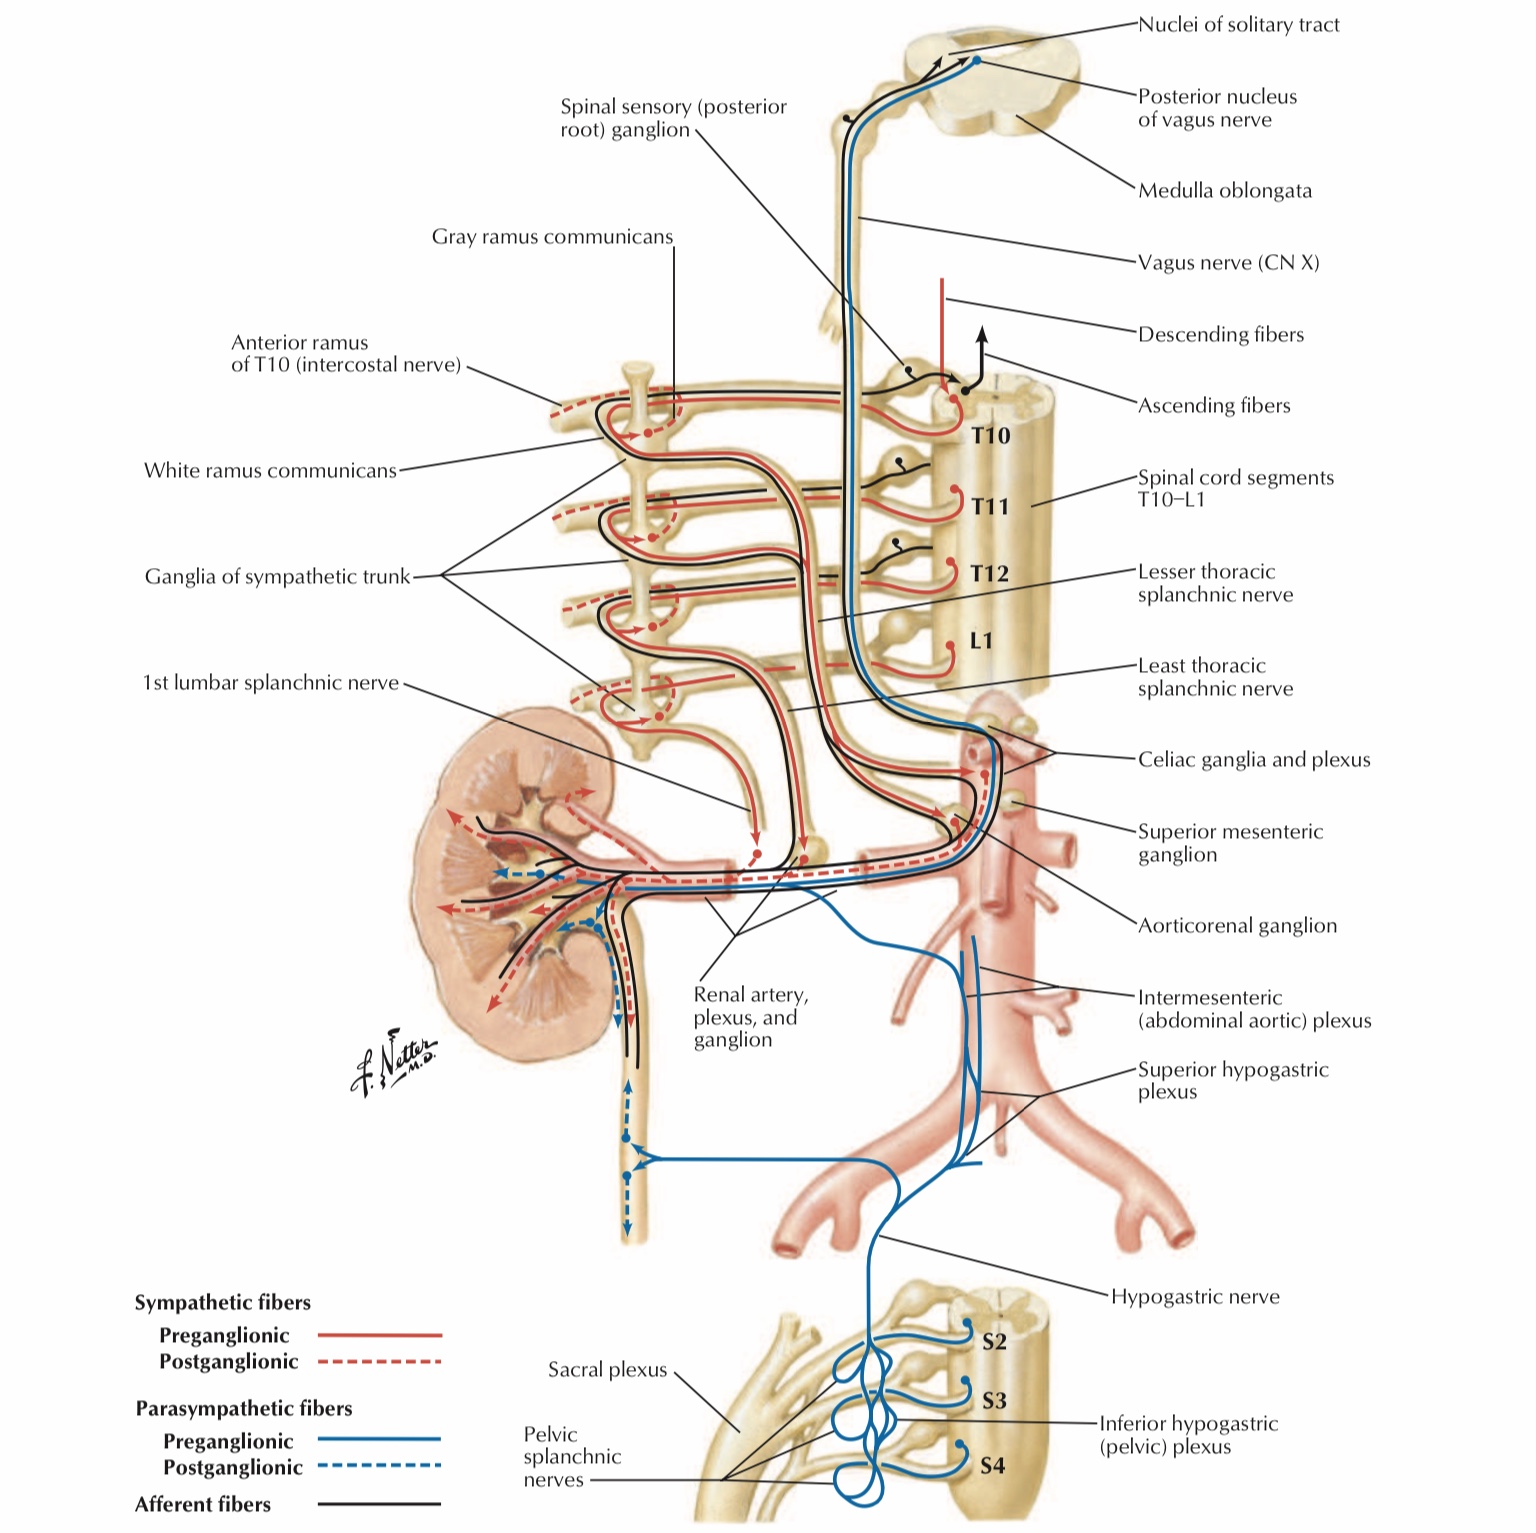 Nuclei of solitary tract
Posterior nucleus
of vagus nerve
Spinal sensory (posterior
root) ganglion
Medulla oblongata
Gray ramus communicans
Vagus nerve (CN X)
Descending fibers
Anterior ramus
of T10 (intercostal nerve)
Ascending fibers
T10
White ramus communicans
Spinal cord segments
T10–L1
T11
Ganglia of sympathetic trunk
T12
Lesser thoracic
splanchnic nerve
L1
1st lumbar splanchnic nerve
Least thoracic
splanchnic nerve
Celiac ganglia and plexus
Superior mesenteric
ganglion
Aorticorenal ganglion
Renal artery,
plexus, and
ganglion
Intermesenteric
(abdominal aortic) plexus
F. Netter
M.D.
Superior hypogastric
plexus
Hypogastric nerve
Sympathetic fibers
Preganglionic
Postganglionic
Parasympathetic fibers
Preganglionic
Postganglionic
Afferent fibers
S2
Sacral plexus
S3
Pelvic
splanchnic
nerves
Inferior hypogastric
(pelvic) plexus
S4